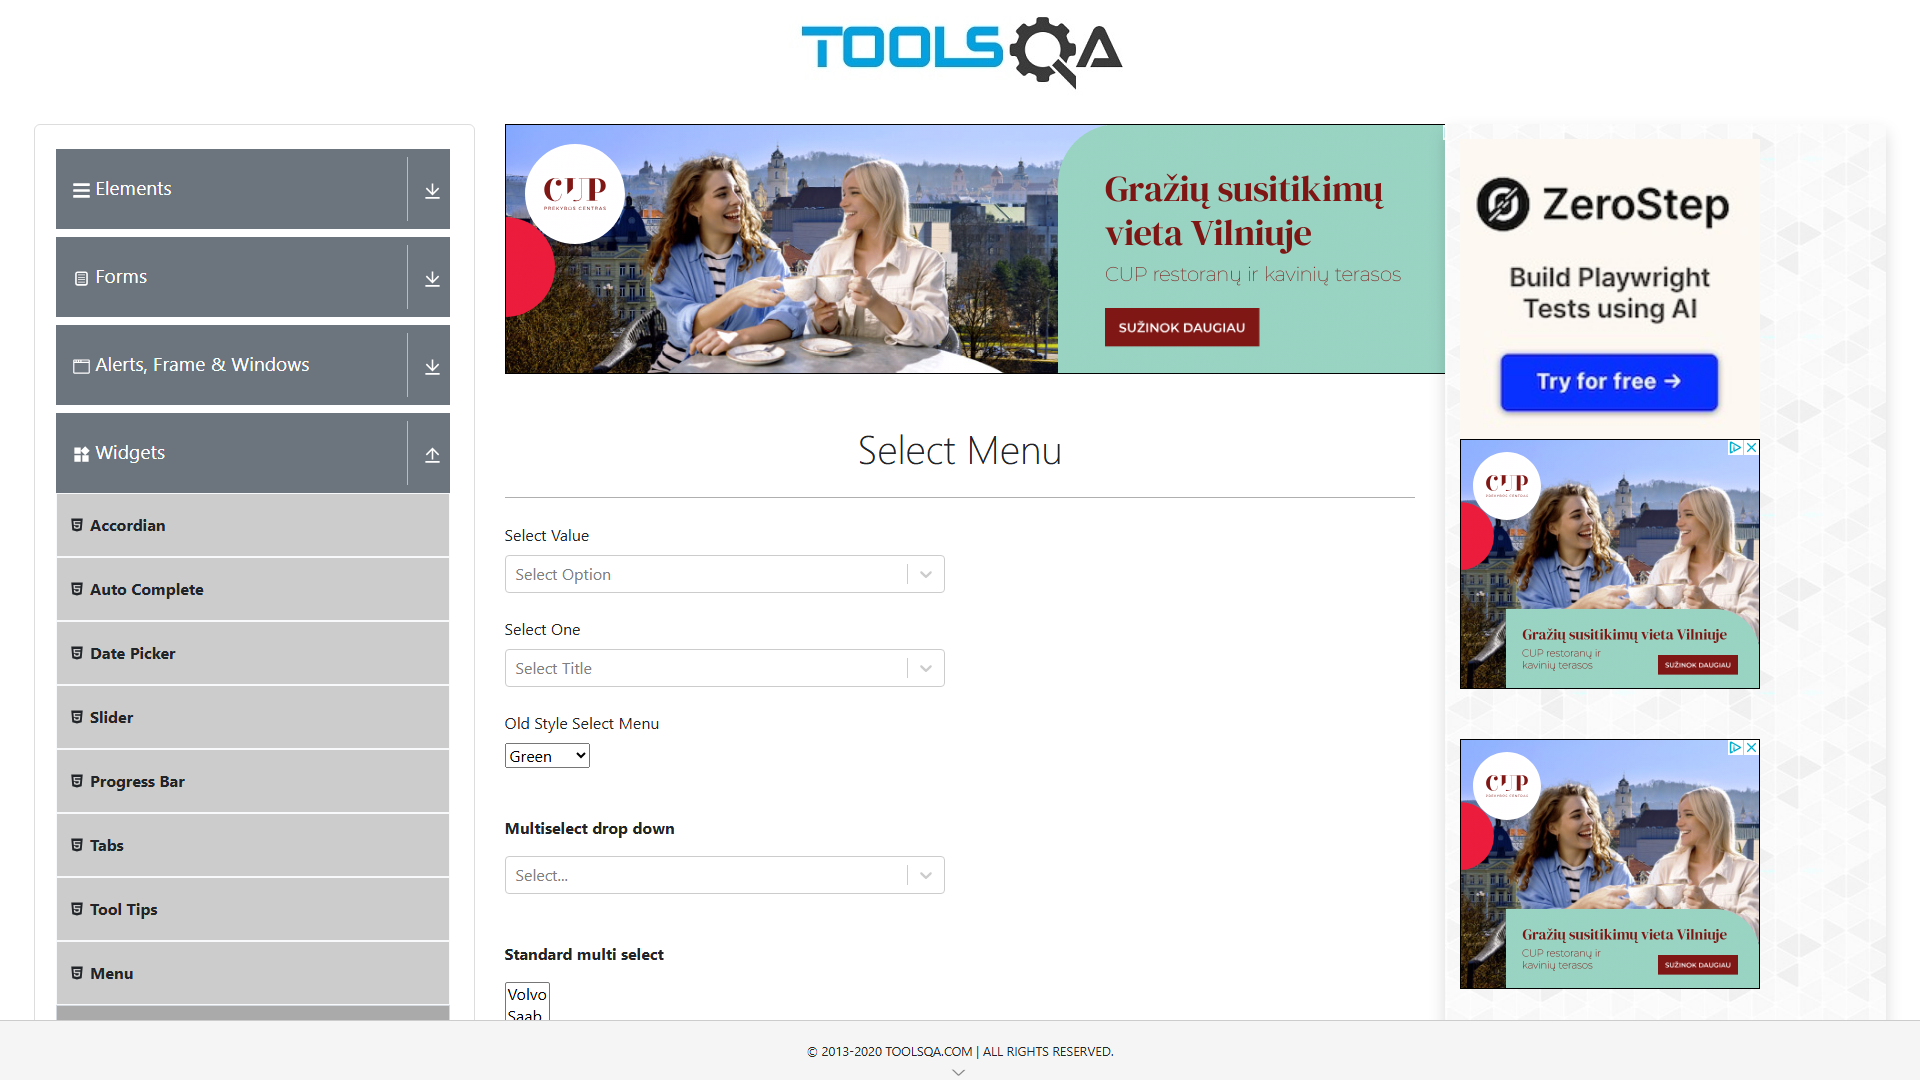 TOOLSQA
Elements
Forms
Alerts, Frame & Windows
Widgets
Accordian
Auto Complete
Date Picker
Slider
Progress Bar
Tabs
Tool Tips
Menu
CUP
PREKYBOS CENTRAS
Gražių susitikimų
vieta Vilniuje
CUP restoranų ir kavinių terasos
SUŽINOK DAUGIAU
Select Menu
Select Value
Select Option
Select One
Select Title
Old Style Select Menu
Green
Multiselect drop down
Select...
Standard multi select
Volvo
Saab
ZeroStep
Build Playwright
Tests using AI
Try for free →
CUP
PREKYBOS CENTRAS
Gražių susitikimų vieta Vilniuje
CUP restoranų ir
kavinių terasos
SUŽINOK DAUGIAU
CUP
PREKYBOS CENTRAS
Gražių susitikimų vieta Vilniuje
CUP restoranų ir
kavinių terasos
SUŽINOK DAUGIAU
© 2013-2020 TOOLSQA.COM | ALL RIGHTS RESERVED.